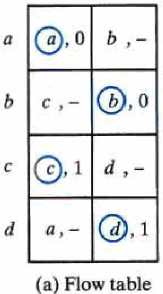 a a, 0 b, -
b c, - b, 0
c c, 1 d, -
d a, - d, 1
(a) Flow table